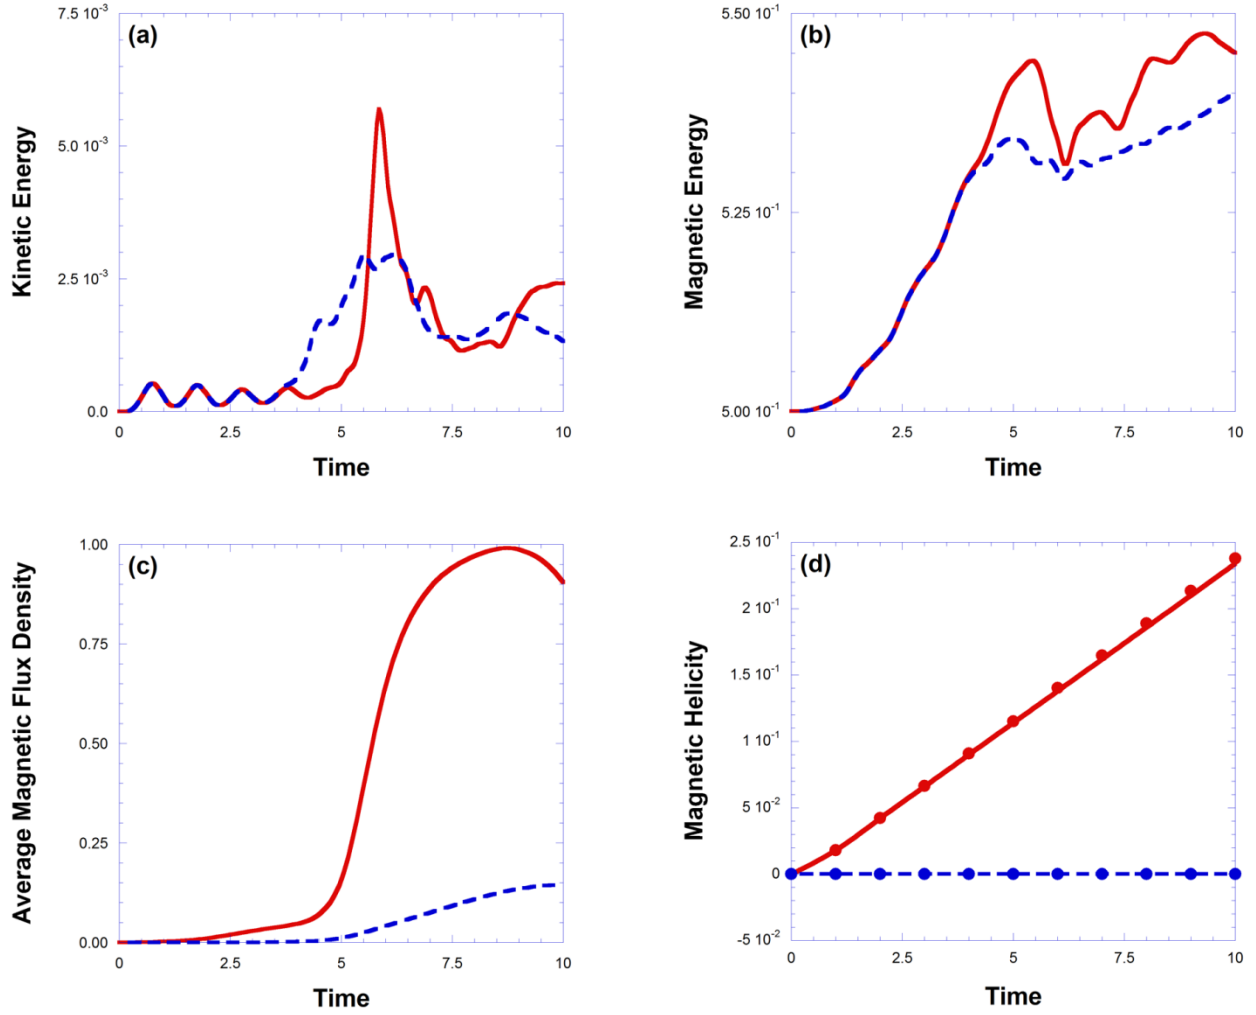 (a)
7.5 10⁻³
5.0 10⁻³
2.5 10⁻³
0.0
Kinetic Energy
0 2.5 5 7.5 10
Time
(b)
5.50 10⁻¹
5.25 10⁻¹
5.00 10⁻¹
Magnetic Energy
0 2.5 5 7.5 10
Time
(c)
1.00
0.75
0.50
0.25
0.00
Average Magnetic Flux Density
0 2.5 5 7.5 10
Time
(d)
2.5 10⁻¹
2 10⁻¹
1.5 10⁻¹
1 10⁻¹
5 10⁻²
0
-5 10⁻²
Magnetic Helicity
0 2.5 5 7.5 10
Time